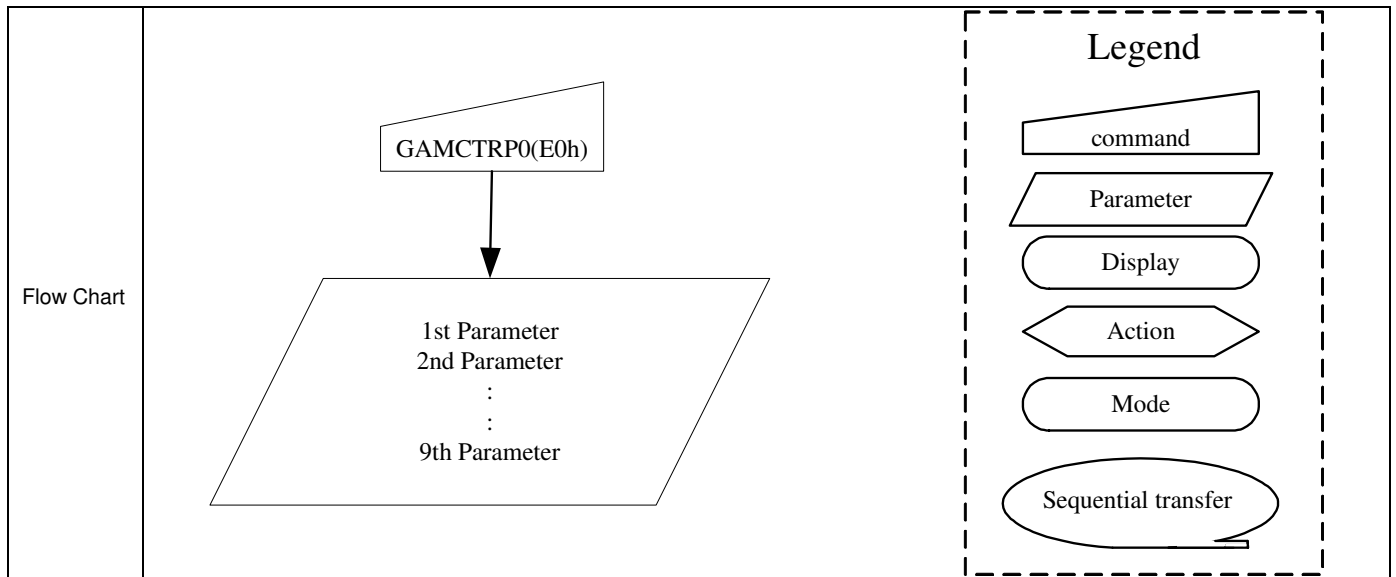 Flow Chart
GAMCTRP0(E0h)
1st Parameter
2nd Parameter
:
:
9th Parameter
Legend
command
Parameter
Display
Action
Mode
Sequential transfer